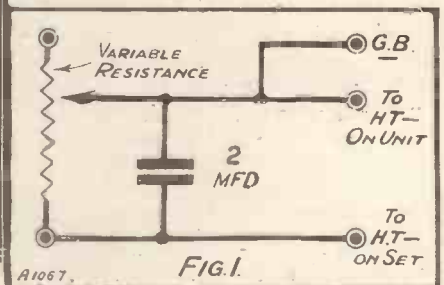 VARIABLE
RESISTANCE
G.B.
To
HT-
ON UNIT
2
MFD
To
H.T-
ON SET
A1067.
FIG.1.